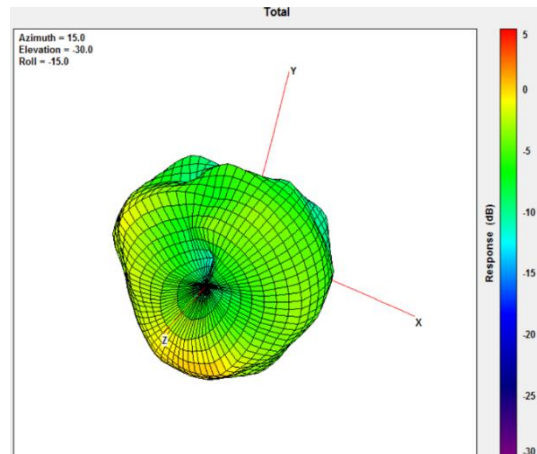 Total
Azimuth = 15.0
Elevation = -30.0
Roll = -15.0
Y
X
Z
5
0
-5
-10
-15
-20
-25
-30
Response (dB)